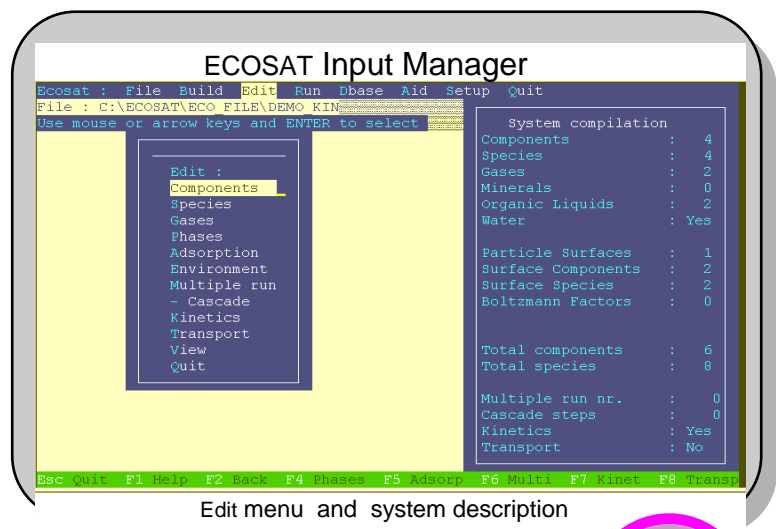 ECOSAT Input Manager
Ecosat : File Build Edit Run Dbase Aid Setup Quit
File : C:\ECOSAT\ECO_FILE\DEMO_KIN
Use mouse or arrow keys and ENTER to select
Edit :
Components
Species
Gases
Phases
Adsorption
Environment
Multiple run
- Cascade
Kinetics
Transport
View
Quit
System compilation
Components : 4
Species : 4
Gases : 2
Minerals : 0
Organic Liquids : 2
Water : Yes
Particle Surfaces : 1
Surface Components : 2
Surface Species : 2
Boltzmann Factors : 0
Total components : 6
Total species : 8
Multiple run nr. : 0
Cascade steps : 0
Kinetics : Yes
Transport : No
Esc Quit F1 Help F2 Back F4 Phases F5 Adsorp F6 Multi F7 Kinet F8 Transp
Edit menu and system description